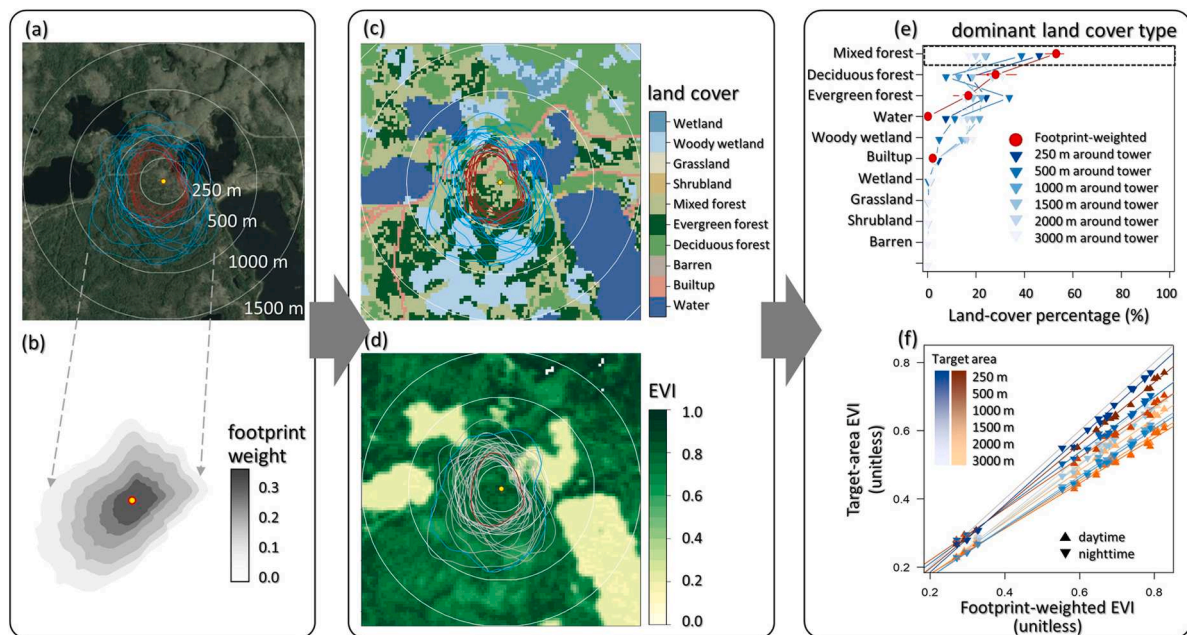 (a)
250 m
500 m
1000 m
1500 m
(b)
footprint
weight
0.3
0.2
0.1
0.0
(c)
land cover
Wetland
Woody wetland
Grassland
Shrubland
Mixed forest
Evergreen forest
Deciduous forest
Barren
Builtup
Water
(d)
EVI
1.0
0.8
0.6
0.4
0.2
0.0
(e)
dominant land cover type
Mixed forest
Deciduous forest
Evergreen forest
Water
Woody wetland
Builtup
Wetland
Grassland
Shrubland
Barren
Footprint-weighted
250 m around tower
500 m around tower
1000 m around tower
1500 m around tower
2000 m around tower
3000 m around tower
0 20 40 60 80 100
Land-cover percentage (%)
(f)
Target area
250 m
500 m
1000 m
1500 m
2000 m
3000 m
daytime
nighttime
Target-area EVI
(unitless)
0.8
0.6
0.4
0.2
0.2 0.4 0.6 0.8
Footprint-weighted EVI
(unitless)